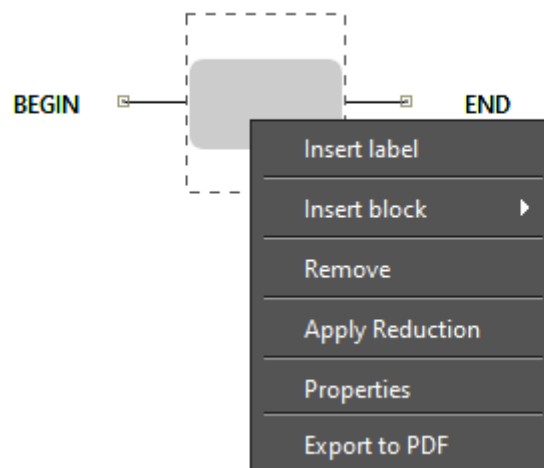 BEGIN END
Insert label
Insert block
Remove
Apply Reduction
Properties
Export to PDF